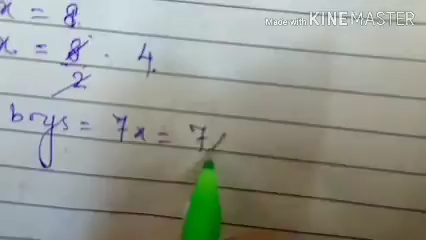 Made with KINEMASTER
x = 8
x = 8/2 . 4
boys = 7x = 7